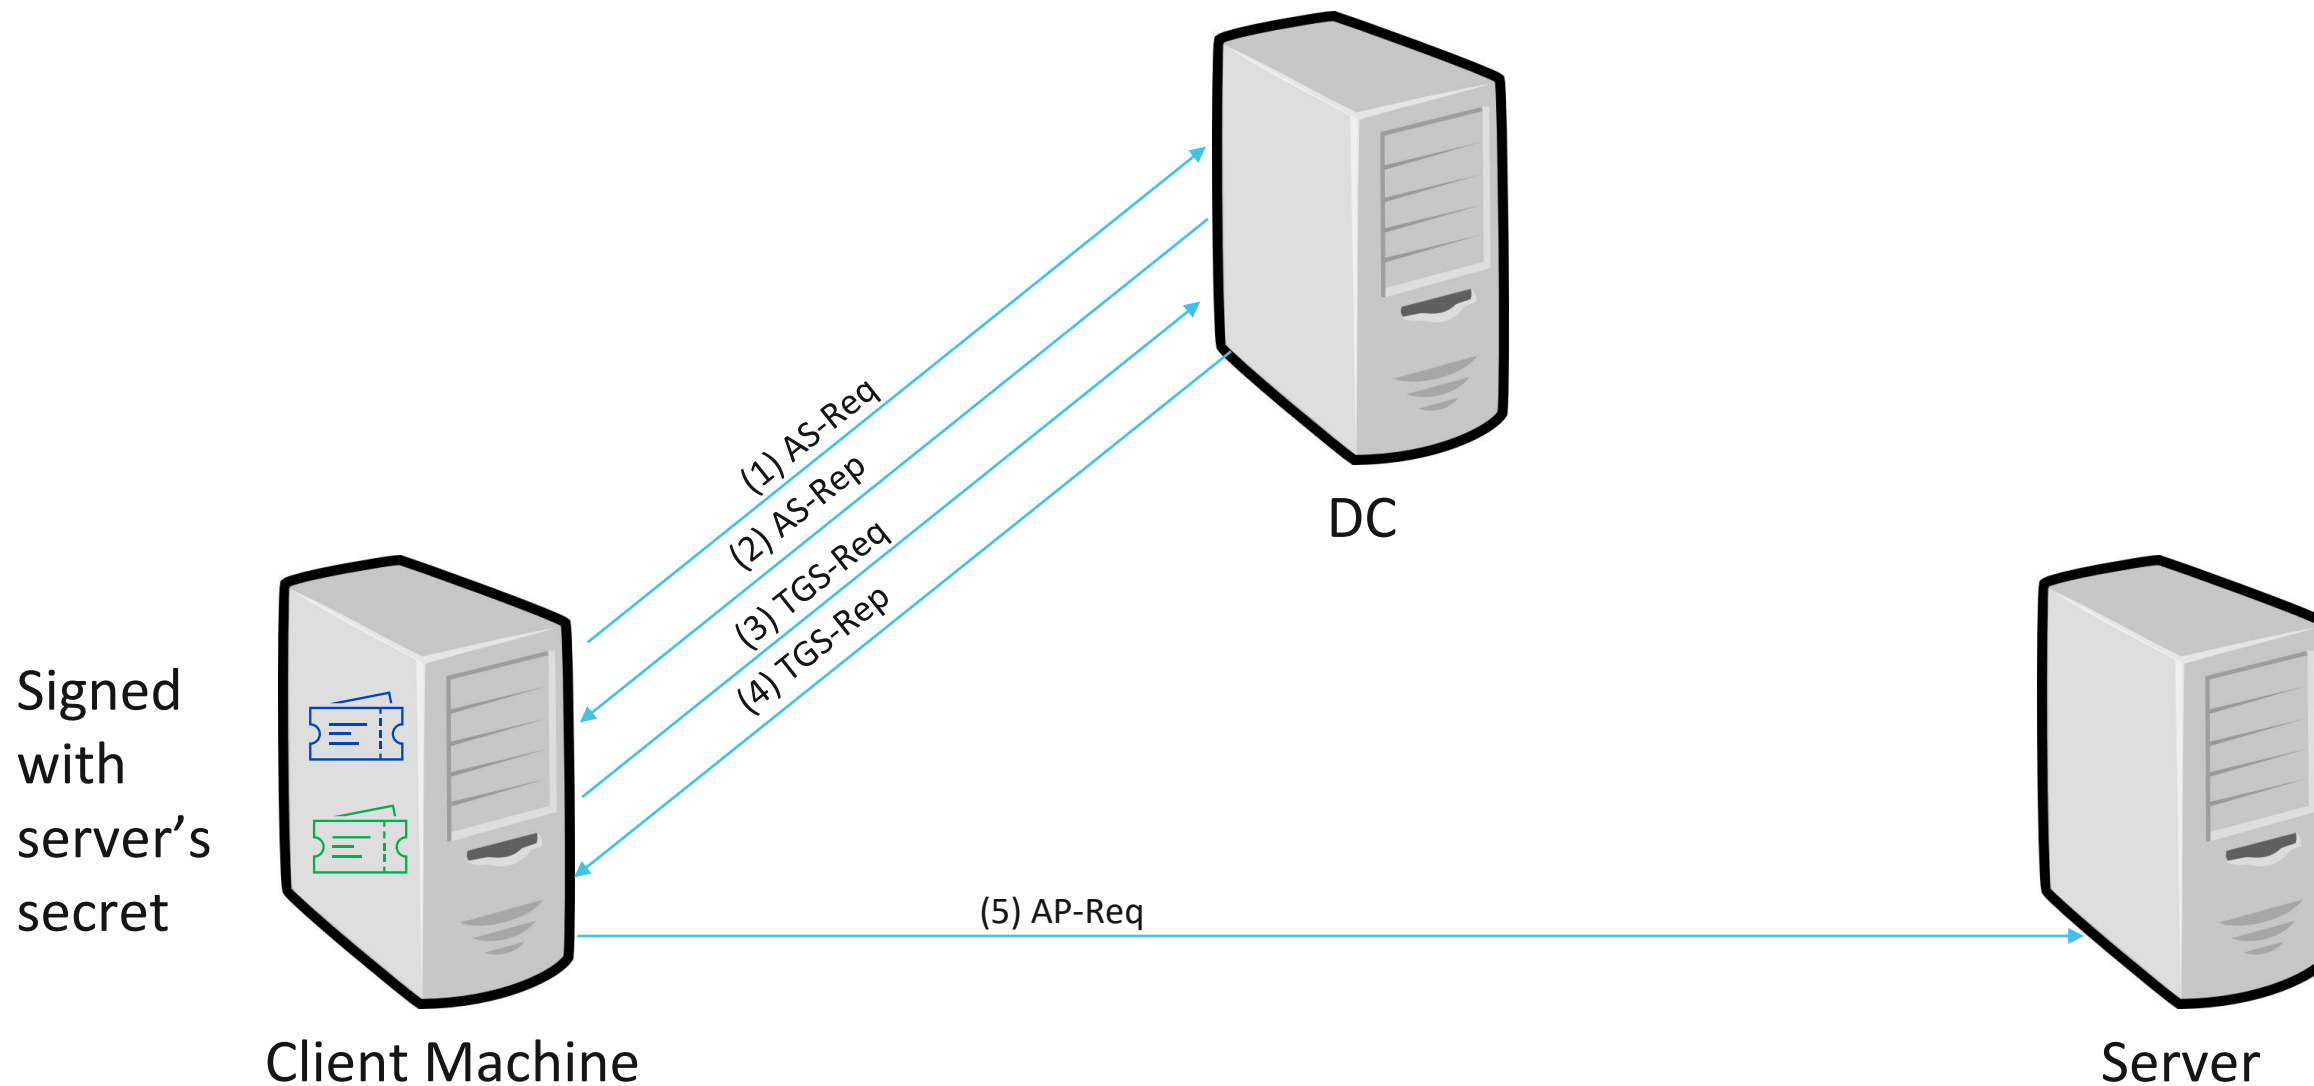 (1) AS-Req
(2) AS-Rep
(3) TGS-Req
(4) TGS-Rep
DC
Signed
with
server’s
secret
(5) AP-Req
Client Machine
Server